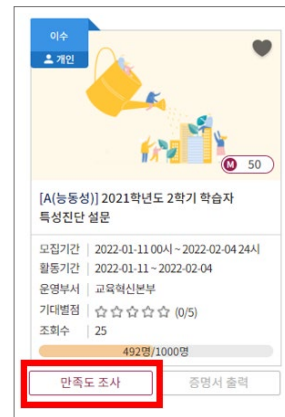 이수
개인
M 50
[A(능동성)] 2021학년도 2학기 학습자
특성진단 설문
모집기간 2022-01-11 00시 ~ 2022-02-04 24시
활동기간 2022-01-11 ~ 2022-02-04
운영부서 교육혁신본부
기대별점 ☆☆☆☆☆ (0/5)
조회수 25
492명/1000명
만족도 조사 증명서 출력